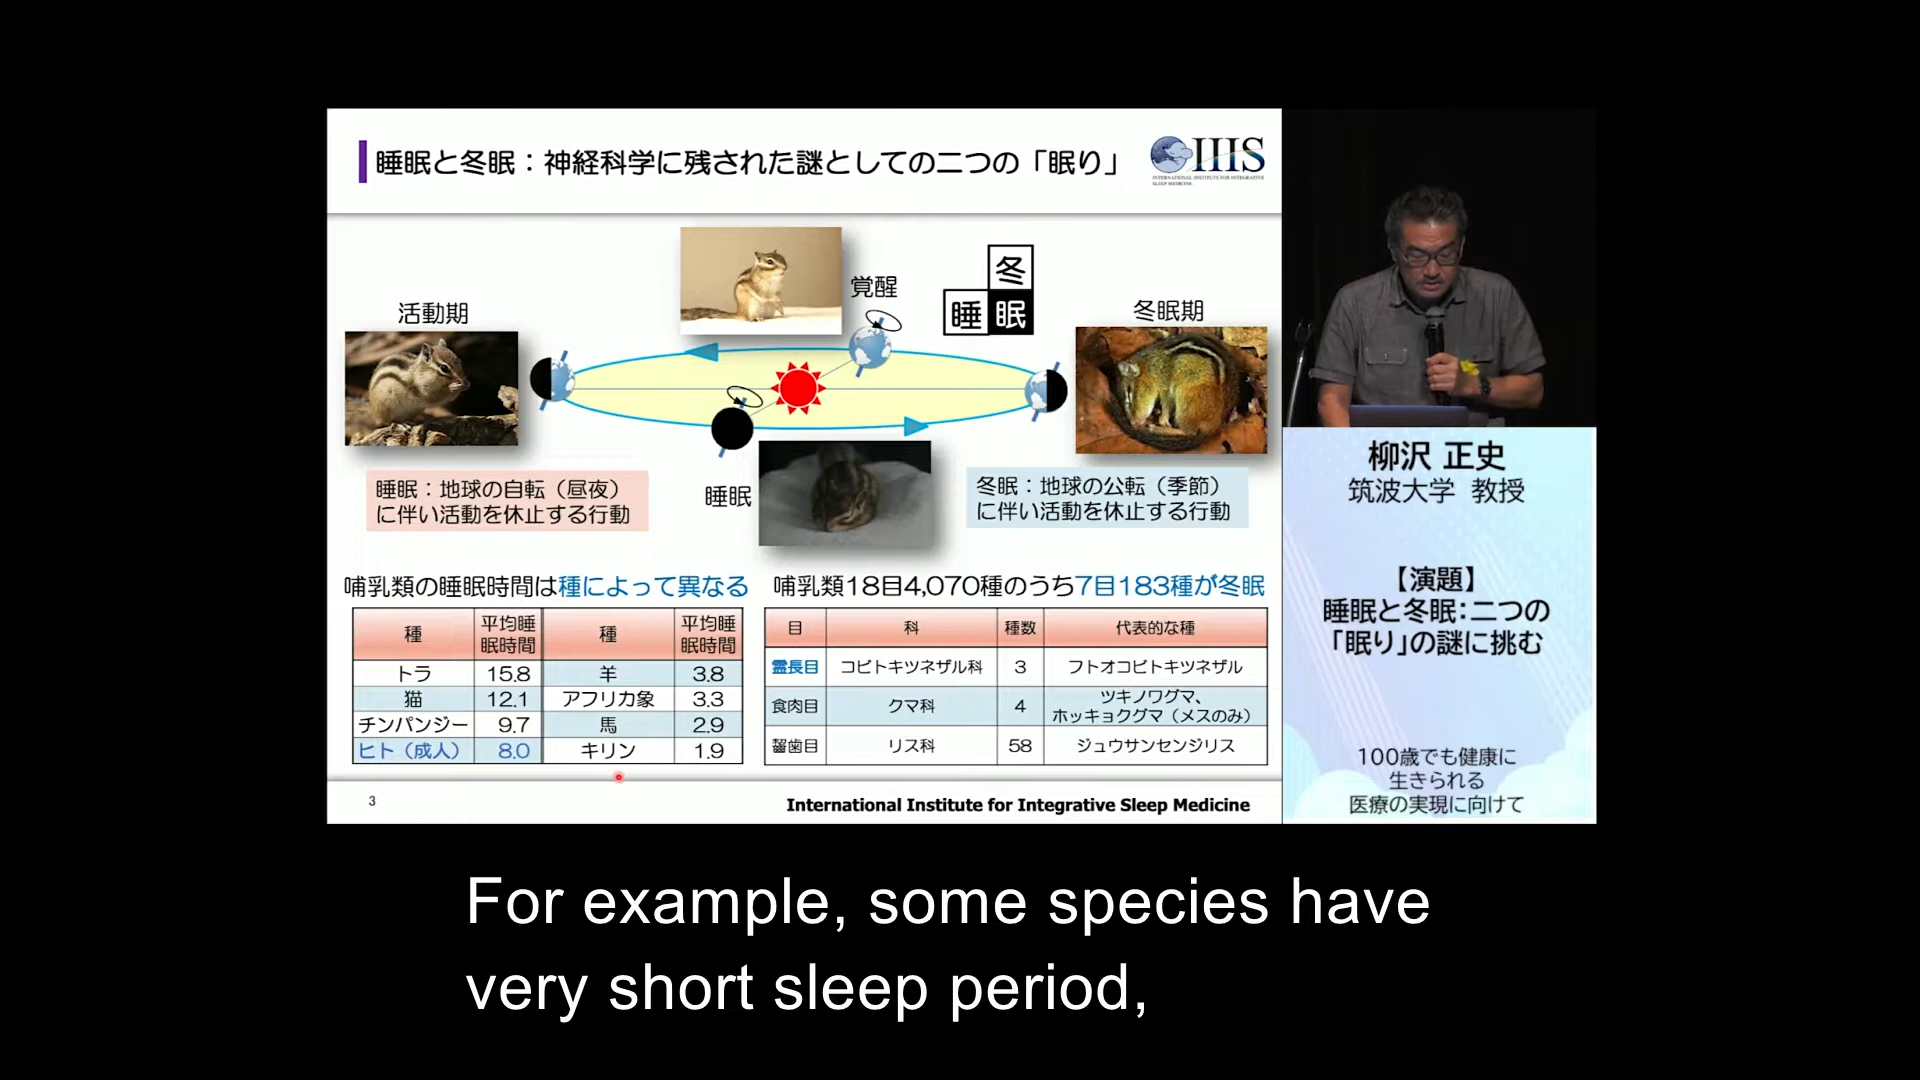 睡眠と冬眠：神経科学に残された謎としての二つの「眠り」
IIIS
INTERNATIONAL INSTITUTE FOR INTEGRATIVE
SLEEP MEDICINE
活動期
覚醒
冬
睡眠
冬眠期
睡眠：地球の自転（昼夜）
に伴い活動を休止する行動
睡眠
冬眠：地球の公転（季節）
に伴い活動を休止する行動
哺乳類の睡眠時間は種によって異なる
種 平均睡眠時間 種 平均睡眠時間
トラ 15.8 羊 3.8
猫 12.1 アフリカ象 3.3
チンパンジー 9.7 馬 2.9
ヒト（成人） 8.0 キリン 1.9
哺乳類18目4,070種のうち7目183種が冬眠
目 科 種数 代表的な種
霊長目 コビトキツネザル科 3 フトオコビトキツネザル
食肉目 クマ科 4 ツキノワグマ、
ホッキョクグマ（メスのみ）
齧歯目 リス科 58 ジュウサンセンジリス
3
International Institute for Integrative Sleep Medicine
柳沢 正史
筑波大学 教授
【演題】
睡眠と冬眠：二つの
「眠り」の謎に挑む
100歳でも健康に
生きられる
医療の実現に向けて
For example, some species have
very short sleep period,